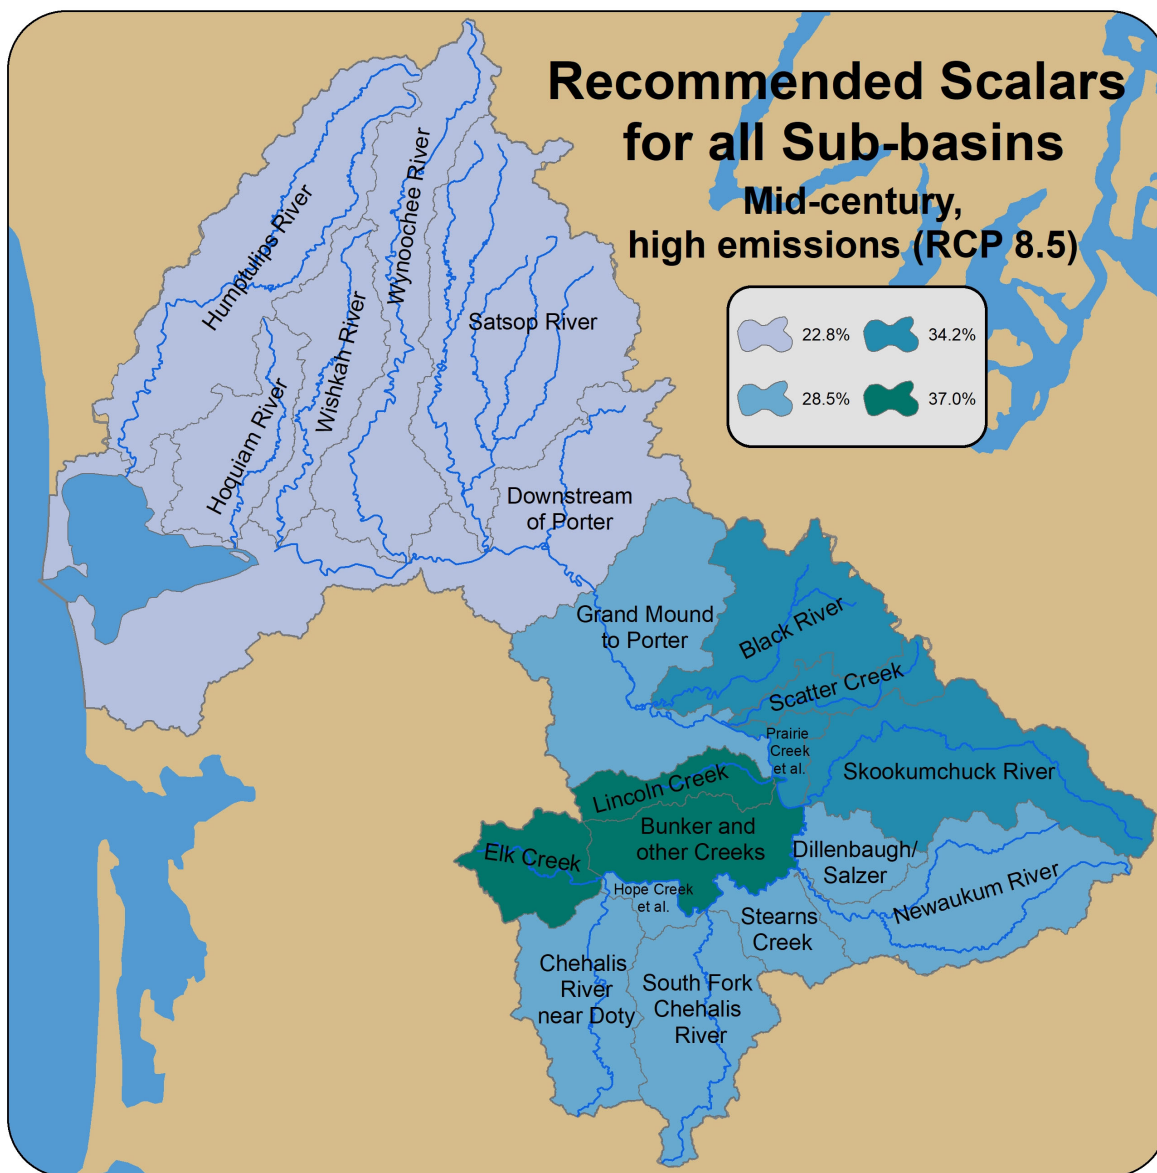 Recommended Scalars
for all Sub-basins
Mid-century,
high emissions (RCP 8.5)
22.8%
34.2%
28.5%
37.0%
Humptulips River
Wynoochee River
Wishkah River
Satsop River
Hoquiam River
Downstream
of Porter
Grand Mound
to Porter
Black River
Scatter Creek
Prairie
Creek
et al.
Skookumchuck River
Lincoln Creek
Bunker and
other Creeks
Elk Creek
Dillenbaugh/
Salzer
Hope Creek
et al.
Newaukum River
Stearns
Creek
Chehalis
River
near Doty
South Fork
Chehalis
River